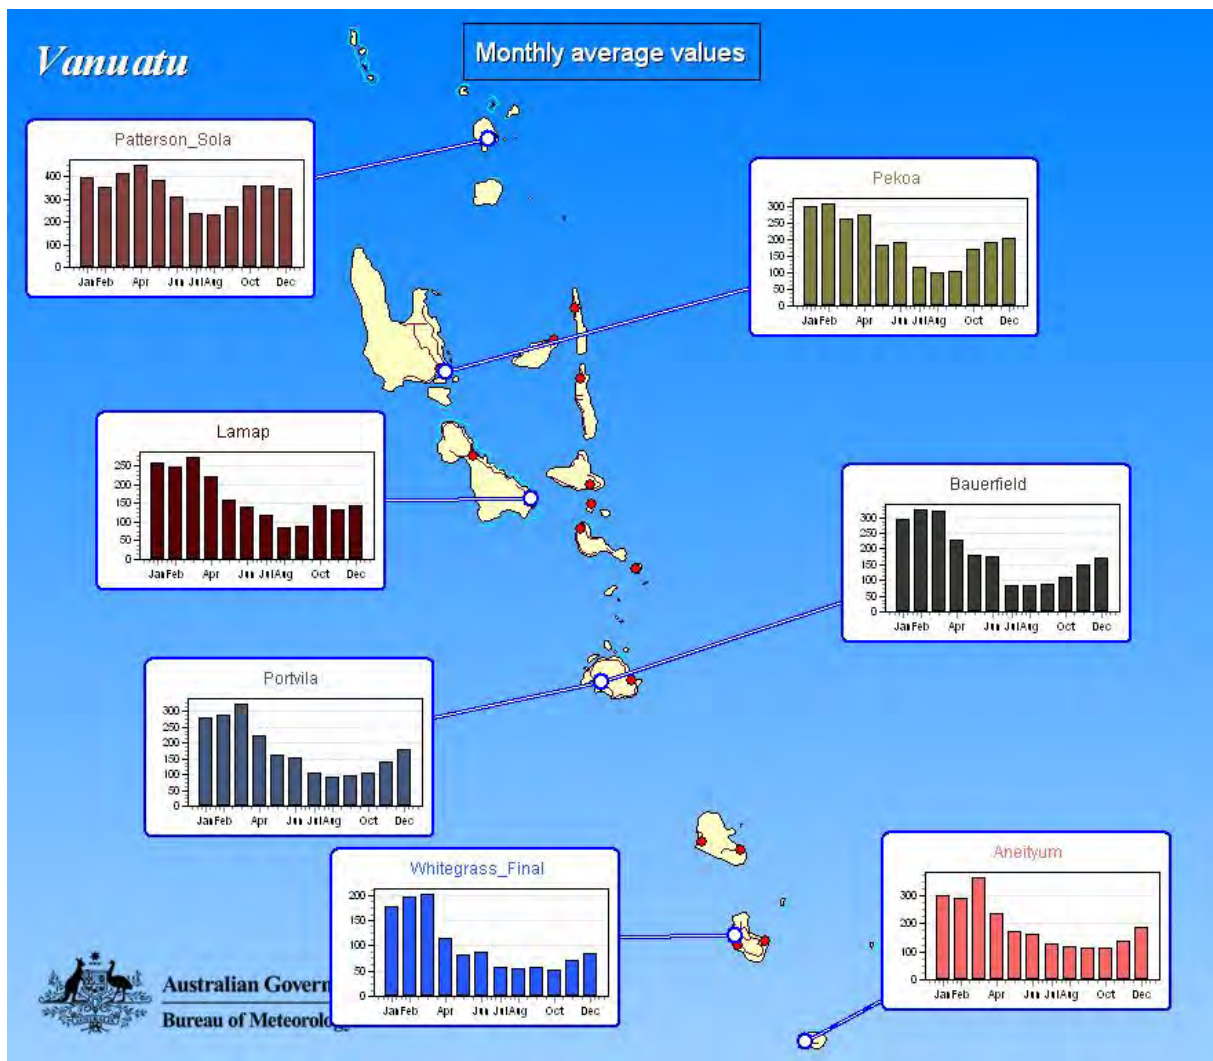 Vanuatu
Monthly average values
Patterson_Sola
400
300
200
100
0
Jan Feb Apr Jun Jul Aug Oct Dec
Pekoa
300
250
200
150
100
50
0
Jan Feb Apr Jun Jul Aug Oct Dec
Lamap
250
200
150
100
50
0
Jan Feb Apr Jun Jul Aug Oct Dec
Bauerfield
300
250
200
150
100
50
0
Jan Feb Apr Jun Jul Aug Oct Dec
Portvila
300
250
200
150
100
50
0
Jan Feb Apr Jun Jul Aug Oct Dec
Whitegrass_Final
200
150
100
50
0
Jan Feb Apr Jun Jul Aug Oct Dec
Aneityum
300
200
100
0
Jan Feb Apr Jun Jul Aug Oct Dec
Australian Govern
Bureau of Meteorolog